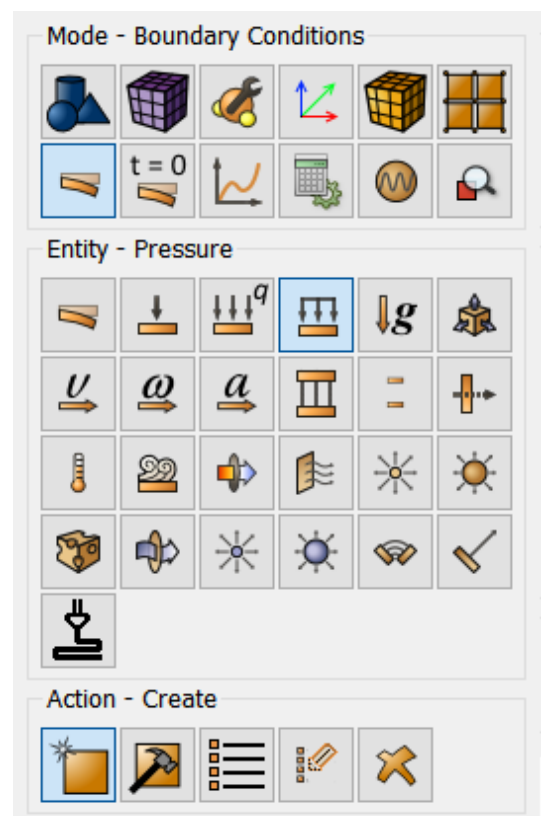 Mode - Boundary Conditions
t = 0
Entity - Pressure
q
g
υ ω a
Action - Create